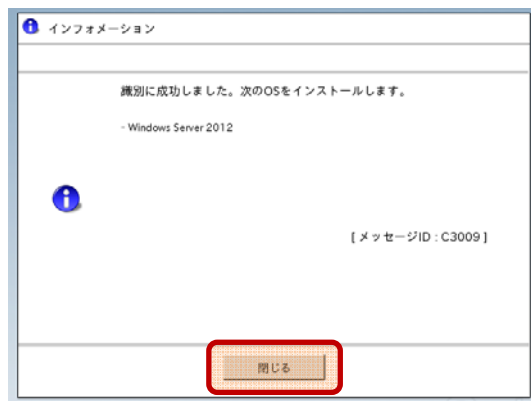 インフォメーション
識別に成功しました。次のOSをインストールします。
- Windows Server 2012
[ メッセージID : C3009 ]
閉じる